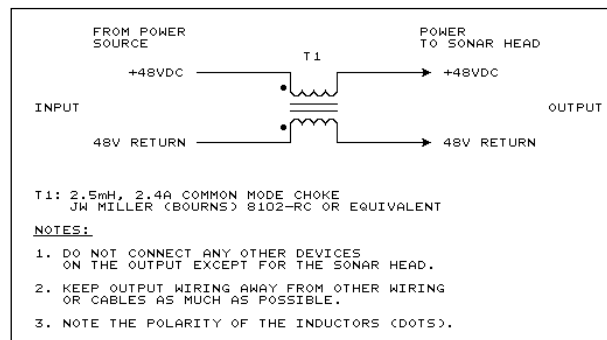 FROM POWER
SOURCE
POWER
TO SONAR HEAD
T1
+48VDC
+48VDC
INPUT
OUTPUT
48V RETURN
48V RETURN
T1: 2.5mH, 2.4A COMMON MODE CHOKE
JW MILLER (BOURNS) 8102-RC OR EQUIVALENT
NOTES:
1. DO NOT CONNECT ANY OTHER DEVICES
ON THE OUTPUT EXCEPT FOR THE SONAR HEAD.
2. KEEP OUTPUT WIRING AWAY FROM OTHER WIRING
OR CABLES AS MUCH AS POSSIBLE.
3. NOTE THE POLARITY OF THE INDUCTORS (DOTS).